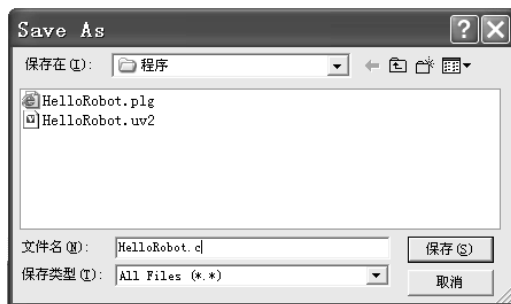 Save As
保存在(I): 程序
HelloRobot.plg
HelloRobot.uv2
文件名(N): HelloRobot.c 保存(S)
保存类型(T): All Files (*.*) 取消